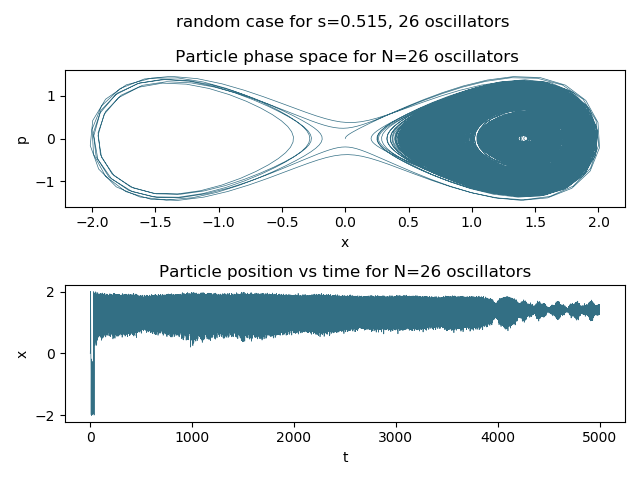 random case for s=0.515, 26 oscillators
Particle phase space for N=26 oscillators
p
1
0
−1
−2.0 −1.5 −1.0 −0.5 0.0 0.5 1.0 1.5 2.0
x
Particle position vs time for N=26 oscillators
x
2
0
−2
0 1000 2000 3000 4000 5000
t